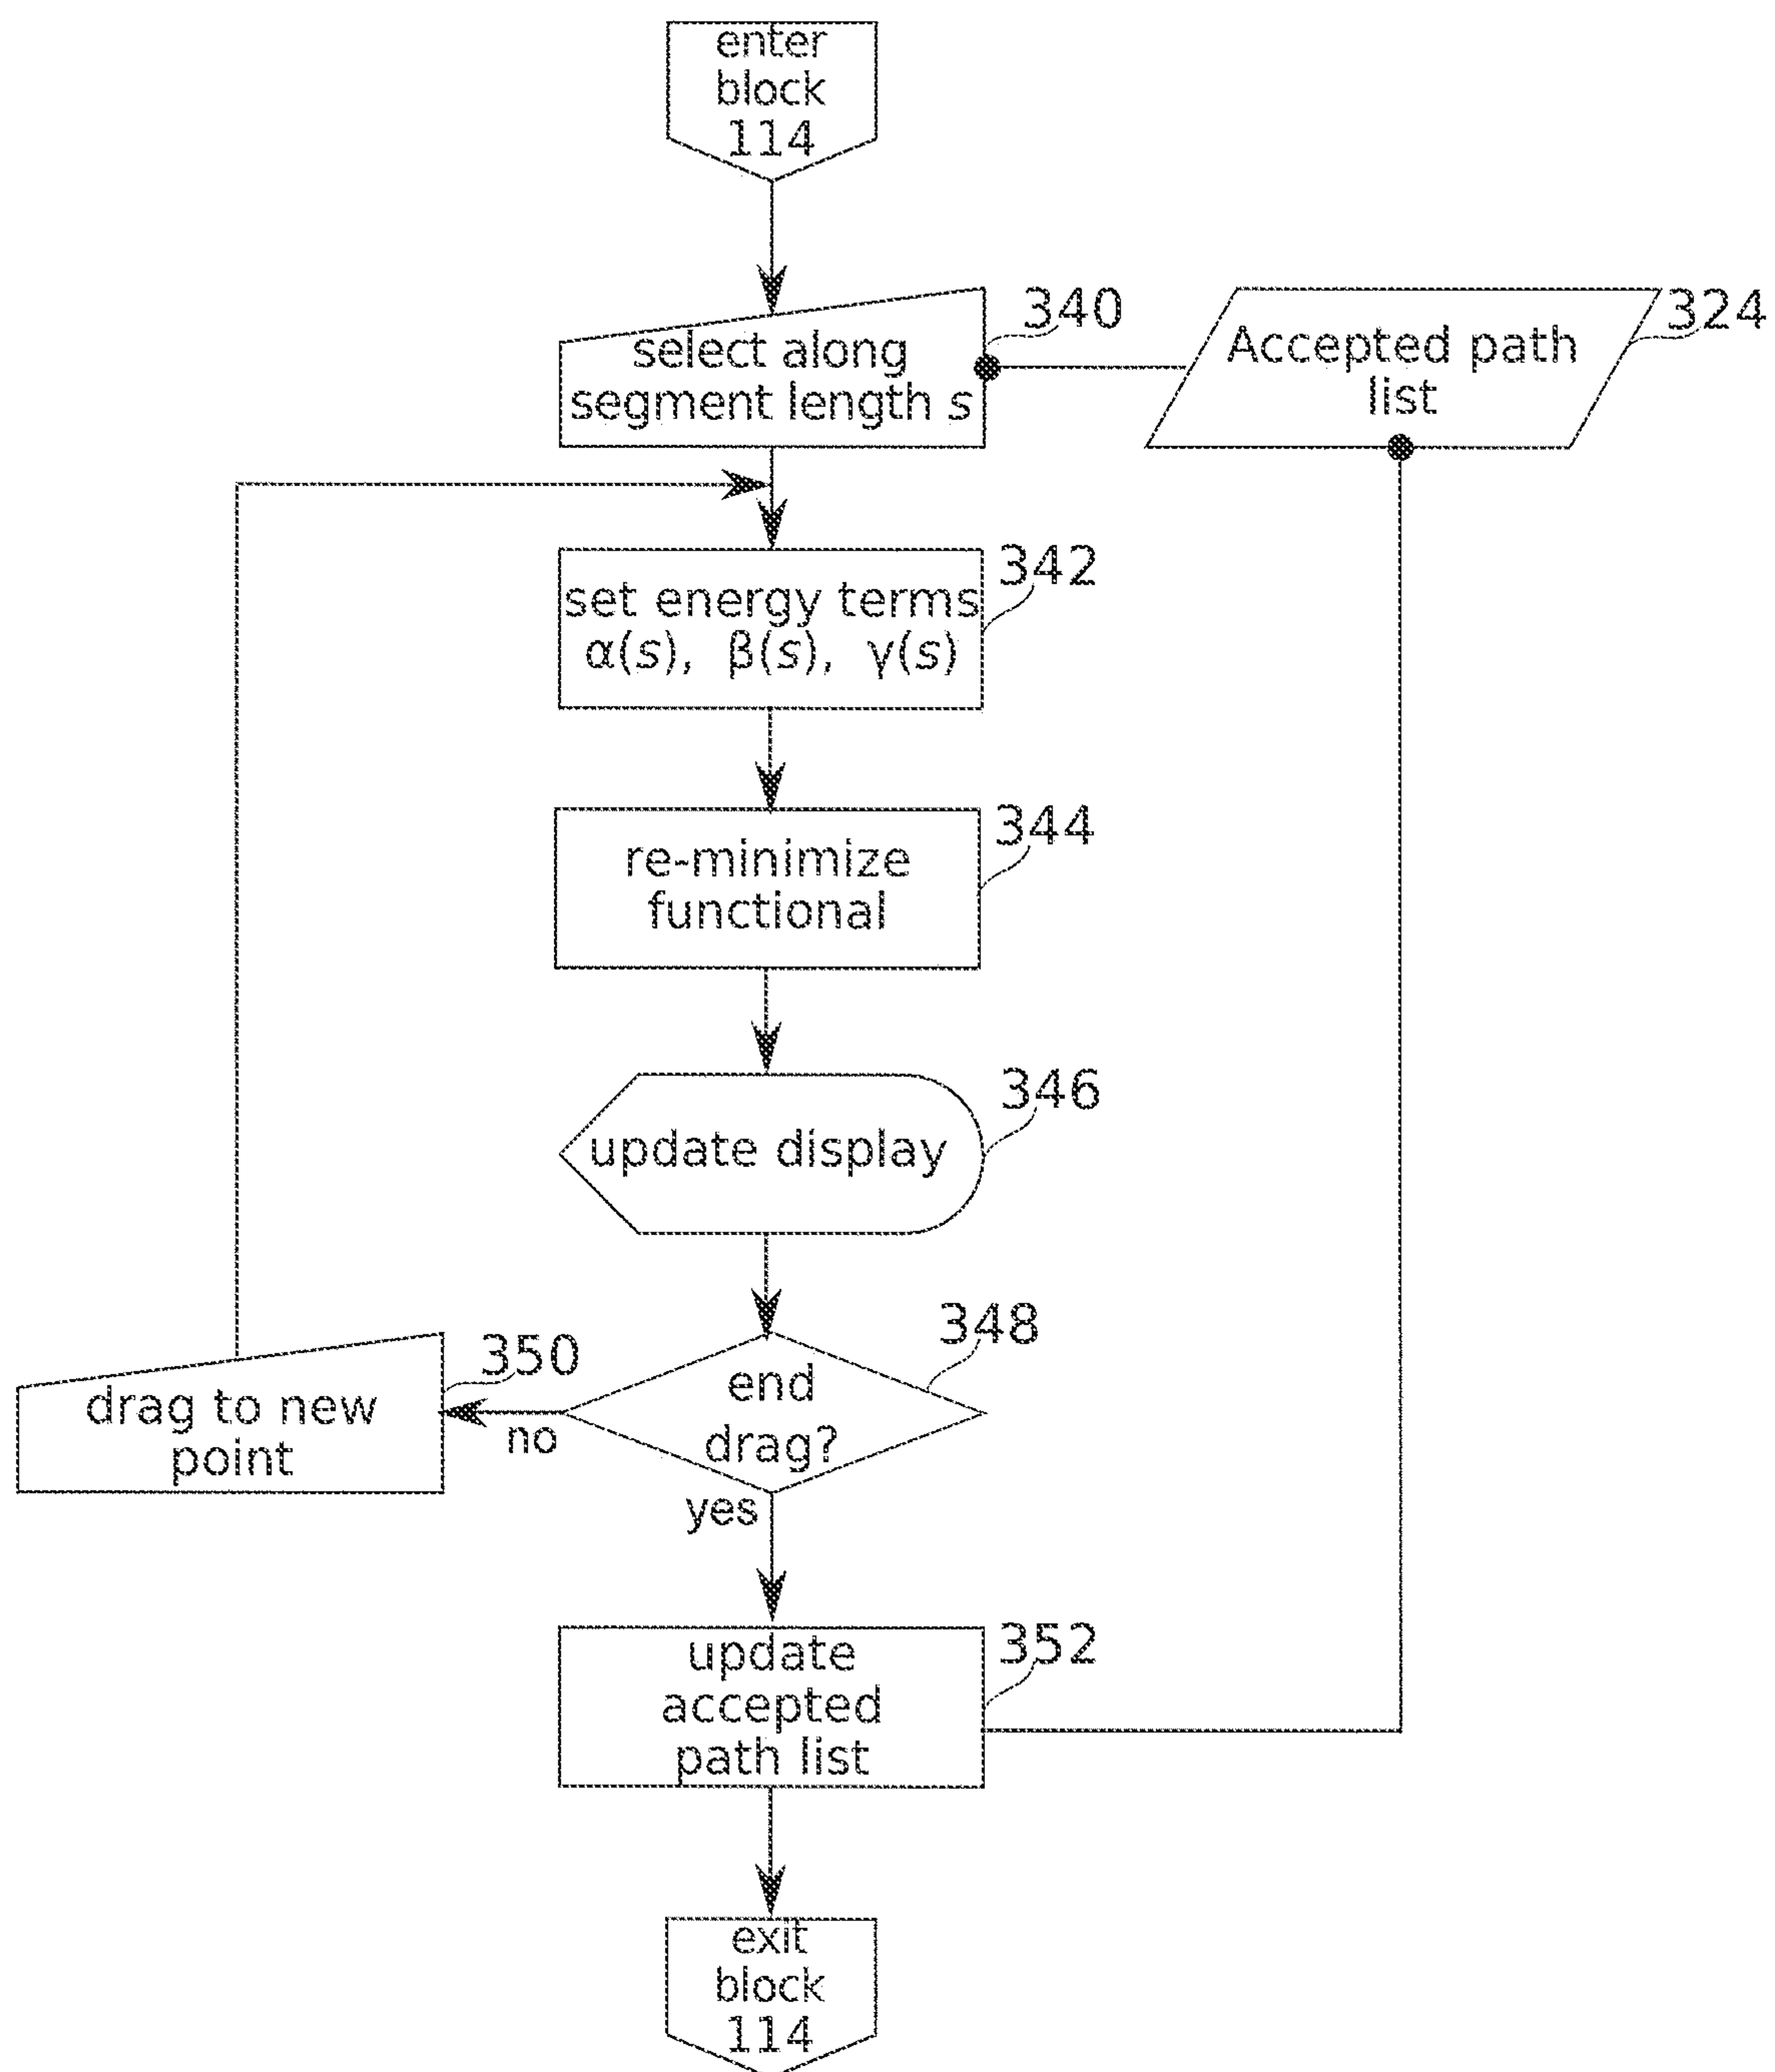 enter
block
114
340
select along
segment length s
324
Accepted path
list
342
set energy terms
α(s), β(s), γ(s)
344
re-minimize
functional
346
update display
348
end
drag?
350
drag to new
point
no
yes
352
update
accepted
path list
exit
block
114